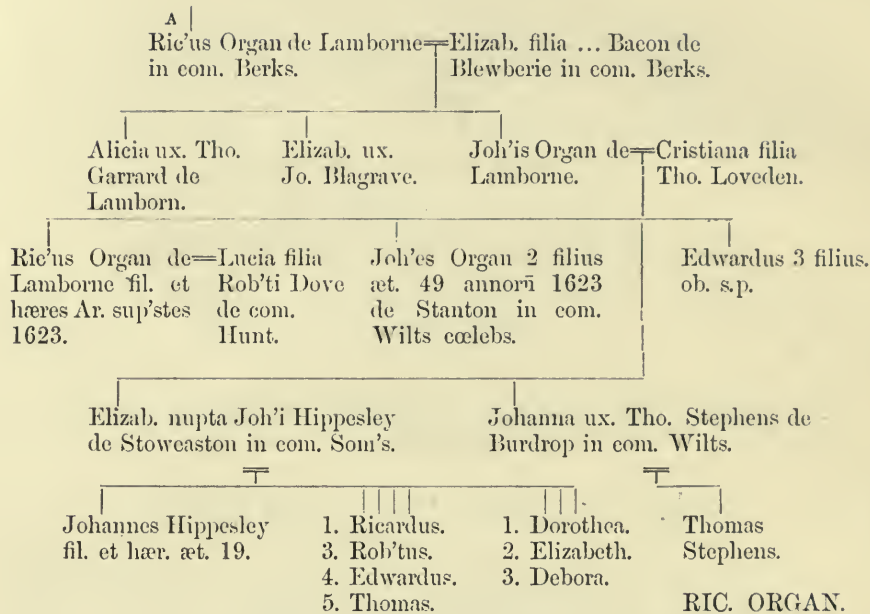 A
Ric'us Organ de Lamborne
in com. Berks.
Elizab. filia ... Bacon de
Blewberie in com. Berks.
Alicia ux. Tho.
Garrard de
Lamborn.
Elizab. ux.
Jo. Blagrave.
Joh'is Organ de
Lamborne.
Cristiana filia
Tho. Loveden.
Ric'us Organ de
Lamborne fil. et
hæres Ar. sup'stes
1623.
Lucia filia
Rob'ti Dove
de com.
Hunt.
Joh'es Organ 2 filius
æt. 49 annorū 1623
de Stanton in com.
Wilts cœlebs.
Edwardus 3 filius.
ob. s.p.
Elizab. nupta Joh'i Hippesley
de Stoweaston in com. Som's.
Johanna ux. Tho. Stephens de
Burdrop in com. Wilts.
Johannes Hippesley
fil. et hær. æt. 19.
1. Ricardus.
3. Rob'tus.
4. Edwardus.
5. Thomas.
1. Dorothea.
2. Elizabeth.
3. Debora.
Thomas
Stephens.
RIC. ORGAN.